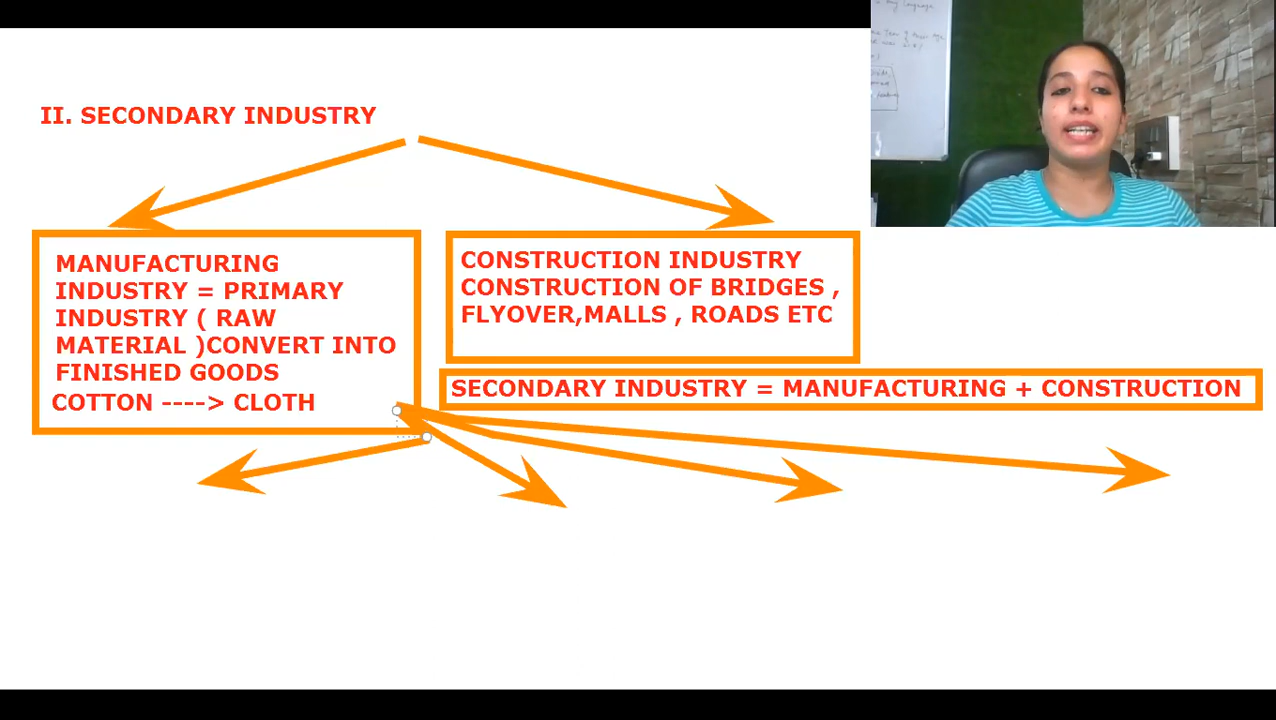 II. SECONDARY INDUSTRY
MANUFACTURING
INDUSTRY = PRIMARY
INDUSTRY ( RAW
MATERIAL )CONVERT INTO
FINISHED GOODS
COTTON ----> CLOTH
CONSTRUCTION INDUSTRY
CONSTRUCTION OF BRIDGES ,
FLYOVER,MALLS , ROADS ETC
SECONDARY INDUSTRY = MANUFACTURING + CONSTRUCTION